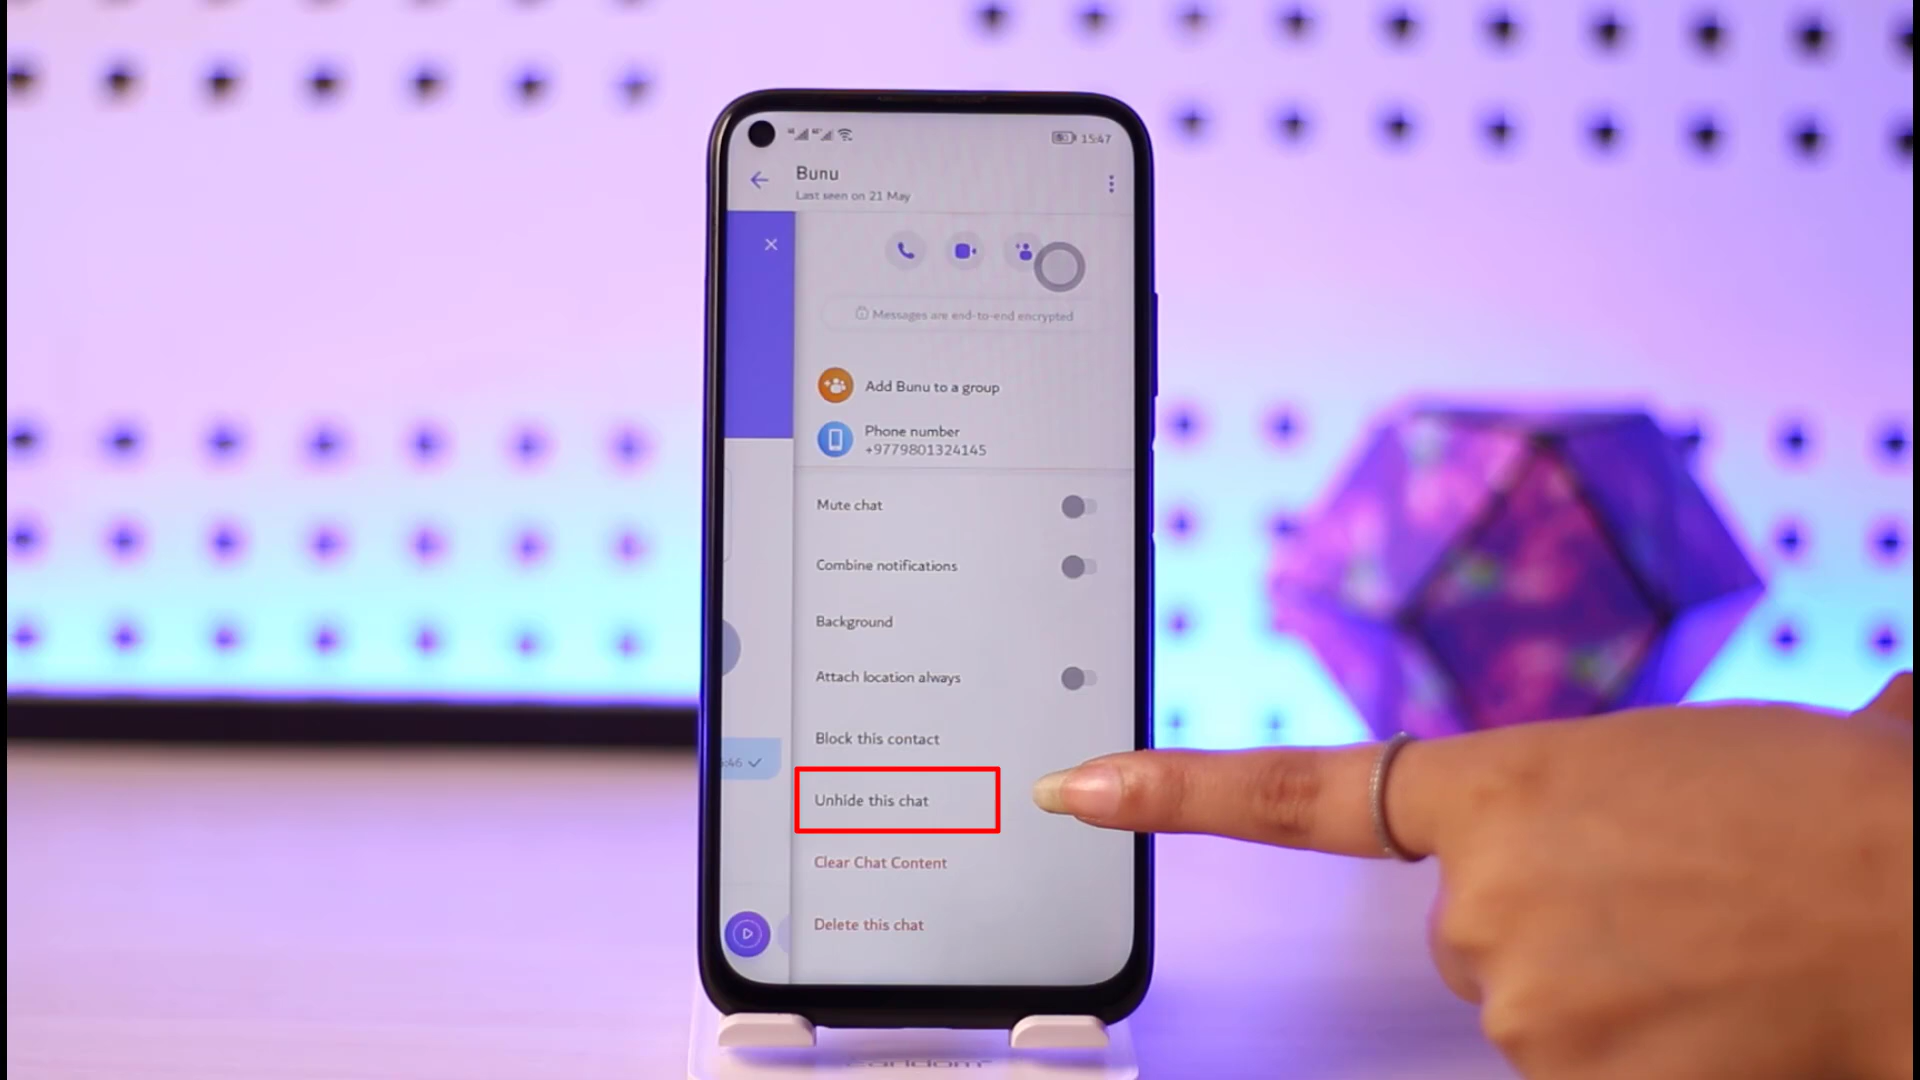 15:47
Bunu
Last seen on 21 May
Messages are end-to-end encrypted
Add Bunu to a group
Phone number
+9779801324145
Mute chat
Combine notifications
Background
Attach location always
Block this contact
:46
Unhide this chat
Clear Chat Content
Delete this chat